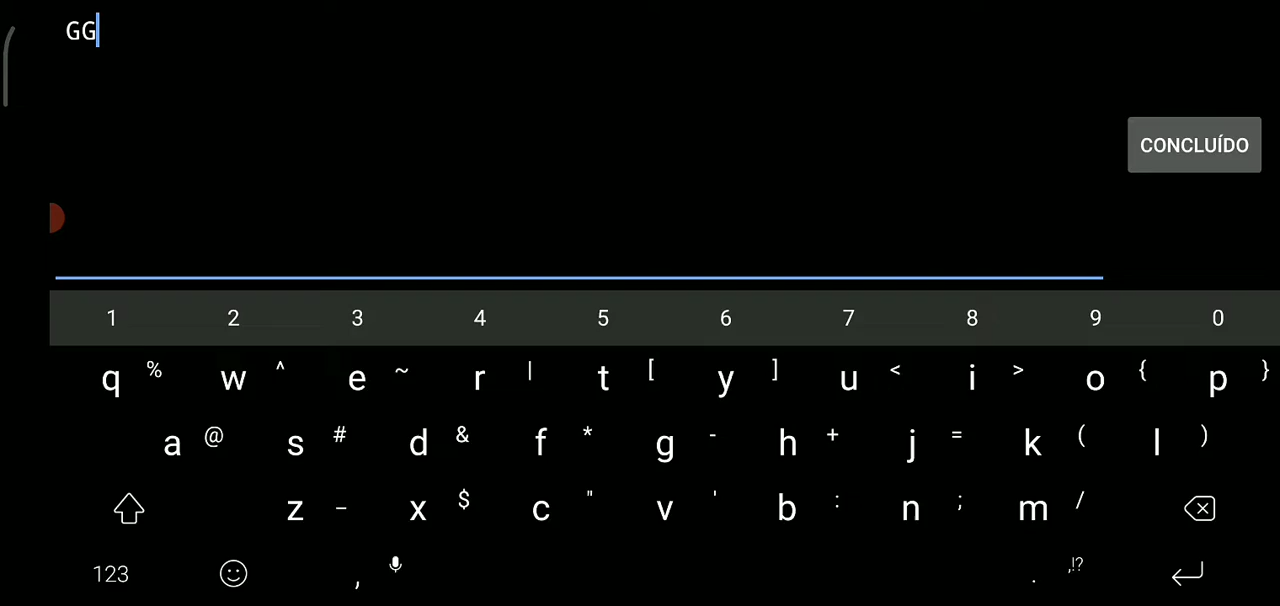 GG
CONCLUÍDO
1 2 3 4 5 6 7 8 9 0
q % w ^ e ~ r | t [ y ] u < i > o { p }
a @ s # d & f * g - h + j = k ( l )
z _ x $ c " v ' b : n ; m /
123 , . ,!?